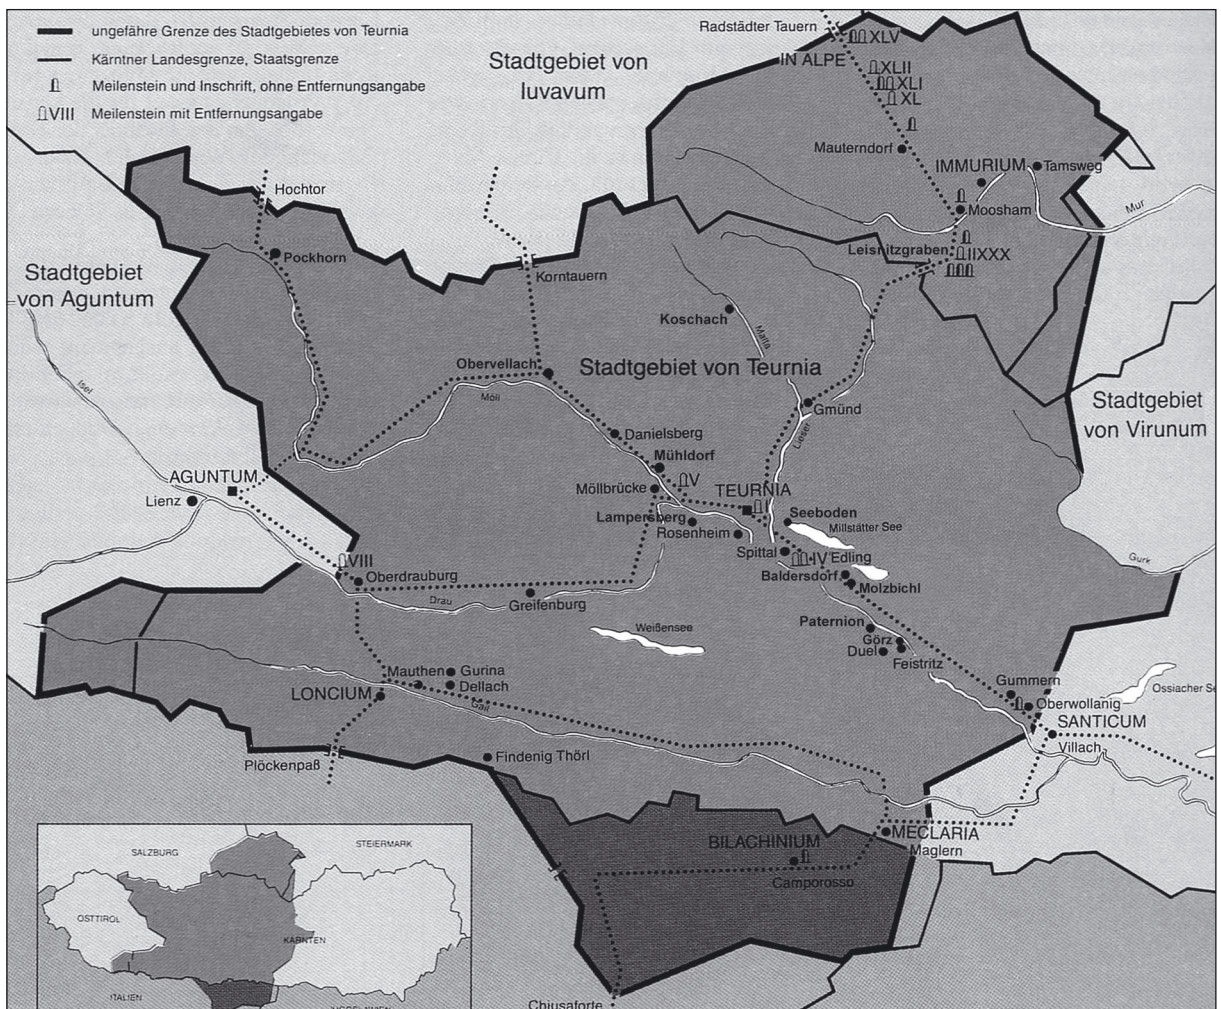 ungefähre Grenze des Stadtgebietes von Teurnia
Kärntner Landesgrenze, Staatsgrenze
Meilenstein und Inschrift, ohne Entfernungsangabe
VIII Meilenstein mit Entfernungsangabe
Radstädter Tauern
XLV
IN ALPE
XLII
XLI
XL
Stadtgebiet von
Iuvavum
Mauterndorf
IMMURIUM
Tamsweg
Moosham
Mur
Leisnitzgraben
IIXXX
Hochtor
Pockhorn
Korntauern
Stadtgebiet
von Aguntum
Koschach
Malta
Isel
Obervellach
Möll
Stadtgebiet von Teurnia
Gmünd
Lieser
Stadtgebiet
von Virunum
Danielsberg
Mühldorf
V
AGUNTUM
Lienz
Möllbrücke
TEURNIA
I
Lampersberg
Rosenheim
Seeboden
Millstätter See
Spittal
IV
Edling
Baldersdorf
Molzbichl
Gurk
VIII
Oberdrauburg
Drau
Greifenburg
Weißensee
Paternion
Görz
Duel
Feistritz
Mauthen
Gurina
Dellach
LONCIUM
Gail
Gummern
Oberwollanig
Ossiacher Se
SANTICUM
Villach
Plöckenpaß
Findenig Thörl
BILACHINIUM
Camporosso
MECLARIA
Maglern
Chiusaforte
SALZBURG
STEIERMARK
OSTTIROL
KÄRNTEN
ITALIEN